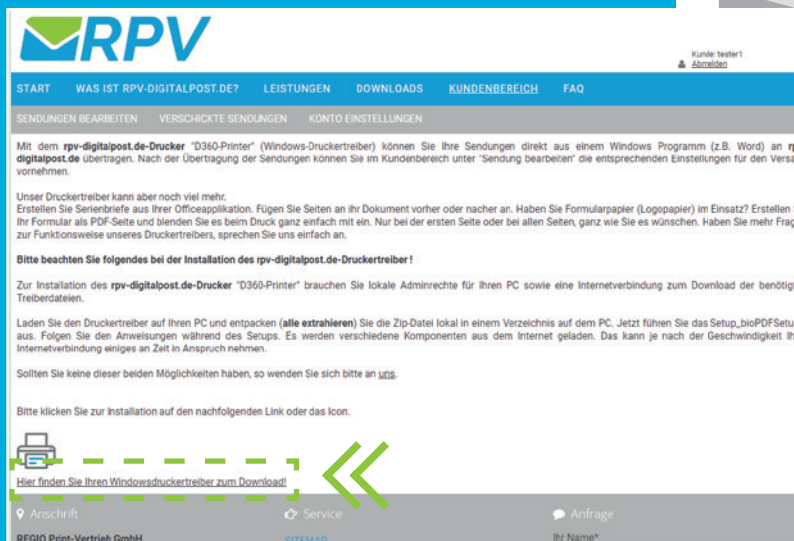 RPV
Kunde: tester1
Abmelden
START WAS IST RPV-DIGITALPOST.DE? LEISTUNGEN DOWNLOADS KUNDENBEREICH FAQ
SENDUNGEN BEARBEITEN VERSCHICKTE SENDUNGEN KONTO EINSTELLUNGEN
Mit dem rpv-digitalpost.de-Drucker "D360-Printer" (Windows-Druckertreiber) können Sie Ihre Sendungen direkt aus einem Windows Programm (z.B. Word) an rp
digitalpost.de übertragen. Nach der Übertragung der Sendungen können Sie im Kundenbereich unter "Sendung bearbeiten" die entsprechenden Einstellungen für den Versa
vornehmen.
Unser Druckertreiber kann aber noch viel mehr.
Erstellen Sie Serienbriefe aus Ihrer Officeapplikation. Fügen Sie Seiten an ihr Dokument vorher oder nacher an. Haben Sie Formularpapier (Logopapier) im Einsatz? Erstellen S
Ihr Formular als PDF-Seite und blenden Sie es beim Druck ganz einfach mit ein. Nur bei der ersten Seite oder bei allen Seiten, ganz wie Sie es wünschen. Haben Sie mehr Frag
zur Funktionsweise unseres Druckertreibers, sprechen Sie uns einfach an.
Bitte beachten Sie folgendes bei der Installation des rpv-digitalpost.de-Druckertreiber!
Zur Installation des rpv-digitalpost.de-Drucker "D360-Printer" brauchen Sie lokale Adminrechte für Ihren PC sowie eine Internetverbindung zum Download der benötigt
Treiberdateien.
Laden Sie den Druckertreiber auf Ihren PC und entpacken (alle extrahieren) Sie die Zip-Datei lokal in einem Verzeichnis auf dem PC. Jetzt führen Sie das Setup_bioPDFSetu
aus. Folgen Sie den Anweisungen während des Setups. Es werden verschiedene Komponenten aus dem Internet geladen. Das kann je nach der Geschwindigkeit Ih
Internetverbindung einiges an Zeit in Anspruch nehmen.
Sollten Sie keine dieser beiden Möglichkeiten haben, so wenden Sie sich bitte an uns.
Bitte klicken Sie zur Installation auf den nachfolgenden Link oder das Icon.
Hier finden Sie Ihren Windowsdruckertreiber zum Download!
Anschrift Service Anfrage
REGIO Print-Vertrieb GmbH SITEMAP Ihr Name*